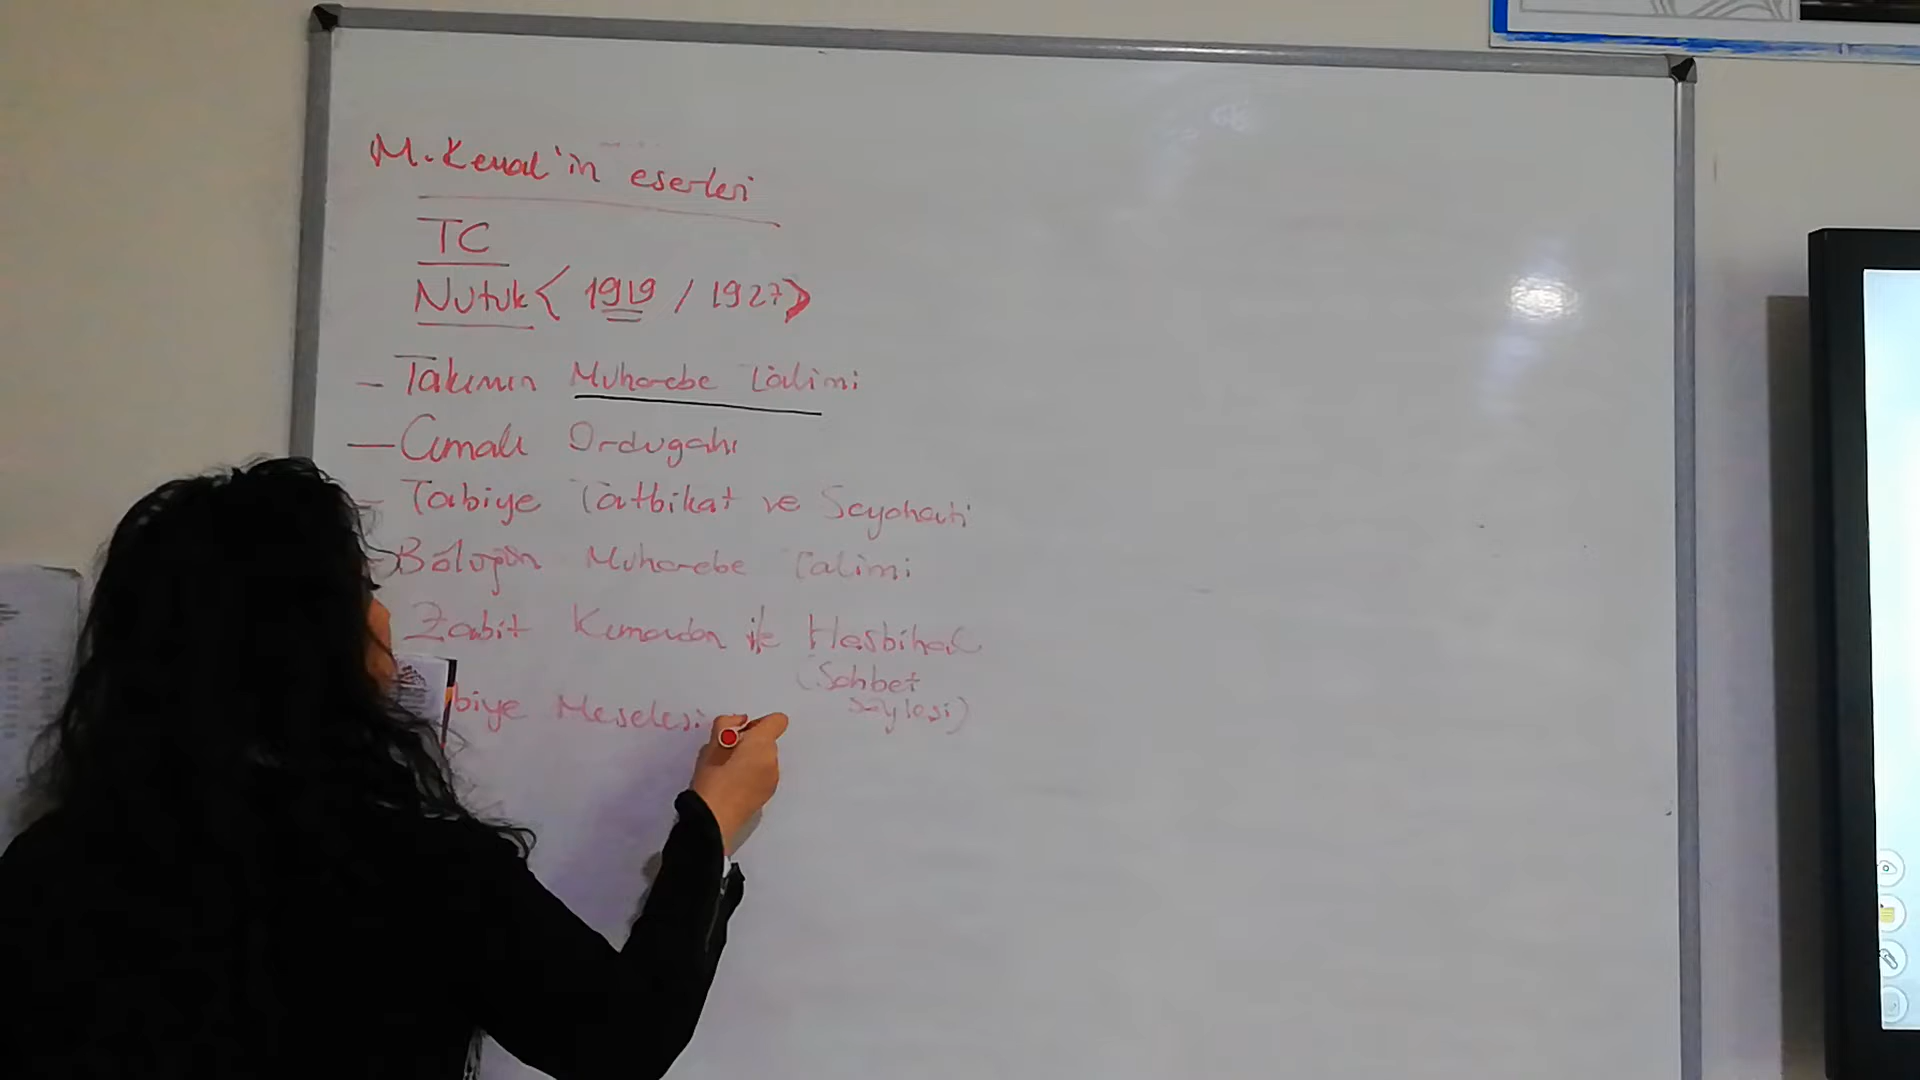 M. Kemal'in eserleri
TC
Nutuk < 1919 / 1927 >
- Takımın Muharebe Talimi
- Cumalı Ordugahı
- Tabiye Tatbikat ve Seyahati
- Bölüğün Muharebe Talimi
Zabit Kumandan ile Hasbihal
(Sohbet
söyleşi)
biye Meselesi